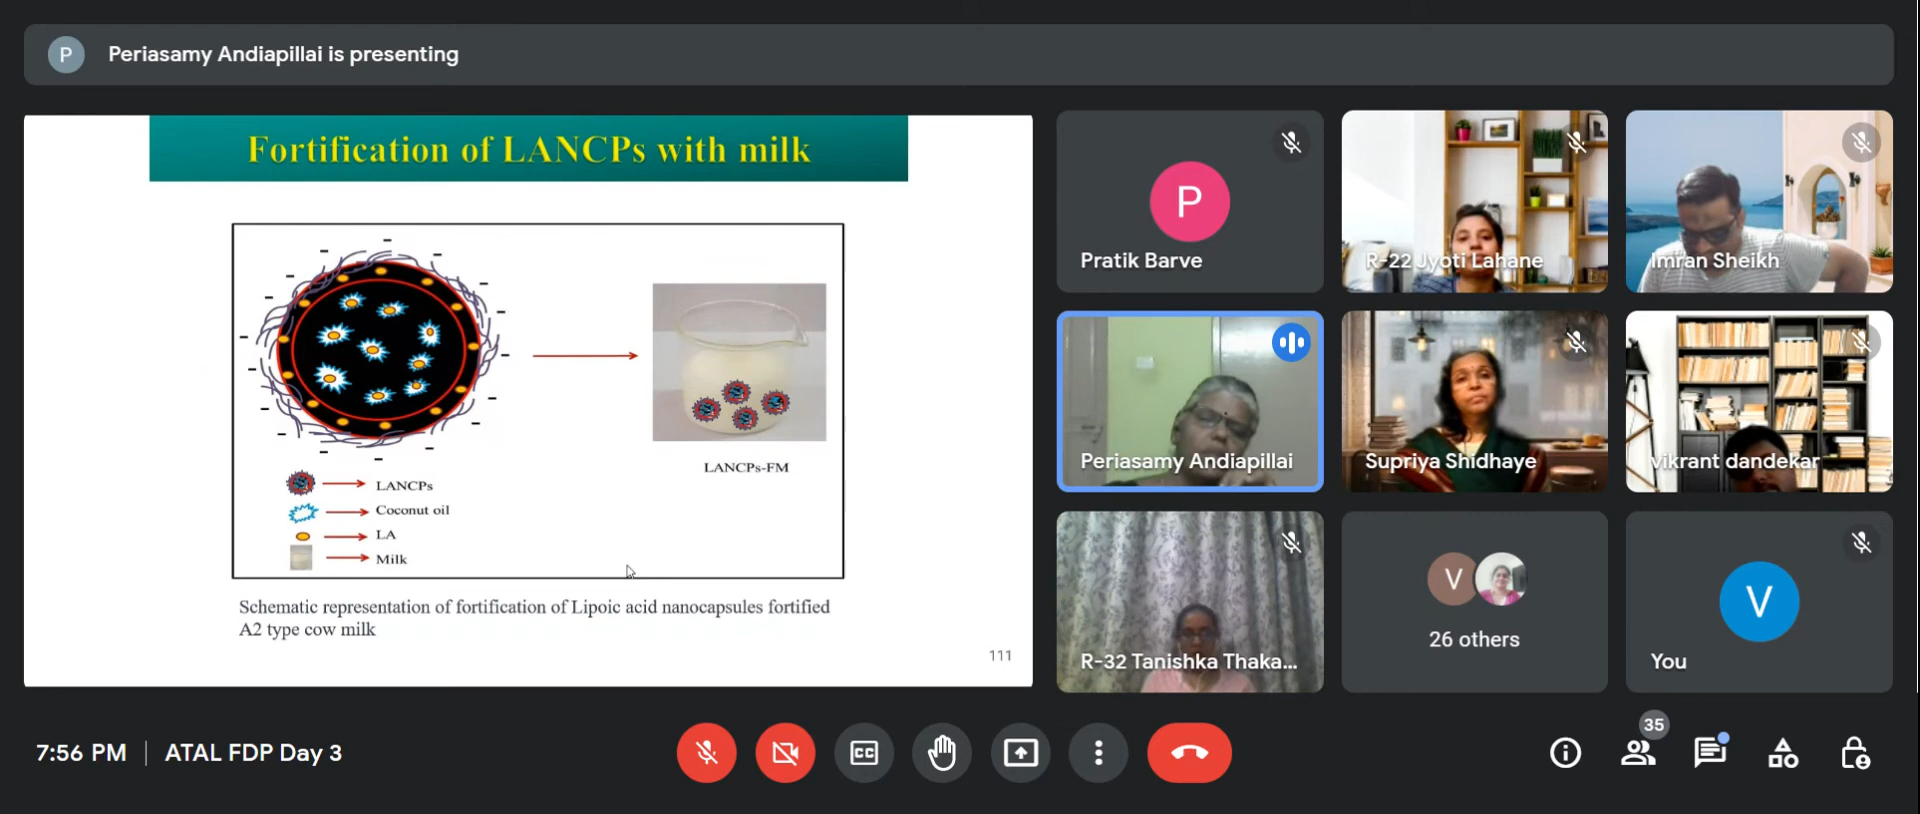 P
Periasamy Andiapillai is presenting
Fortification of LANCPs with milk
LANCPs-FM
LANCPs
Coconut oil
LA
Milk
Schematic representation of fortification of Lipoic acid nanocapsules fortified
A2 type cow milk
111
P
Pratik Barve
R-22 Jyoti Lahane
Imran Sheikh
Periasamy Andiapillai
Supriya Shidhaye
vikrant dandekar
R-32 Tanishka Thaka...
V
26 others
V
You
7:56 PM
ATAL FDP Day 3
CC
35